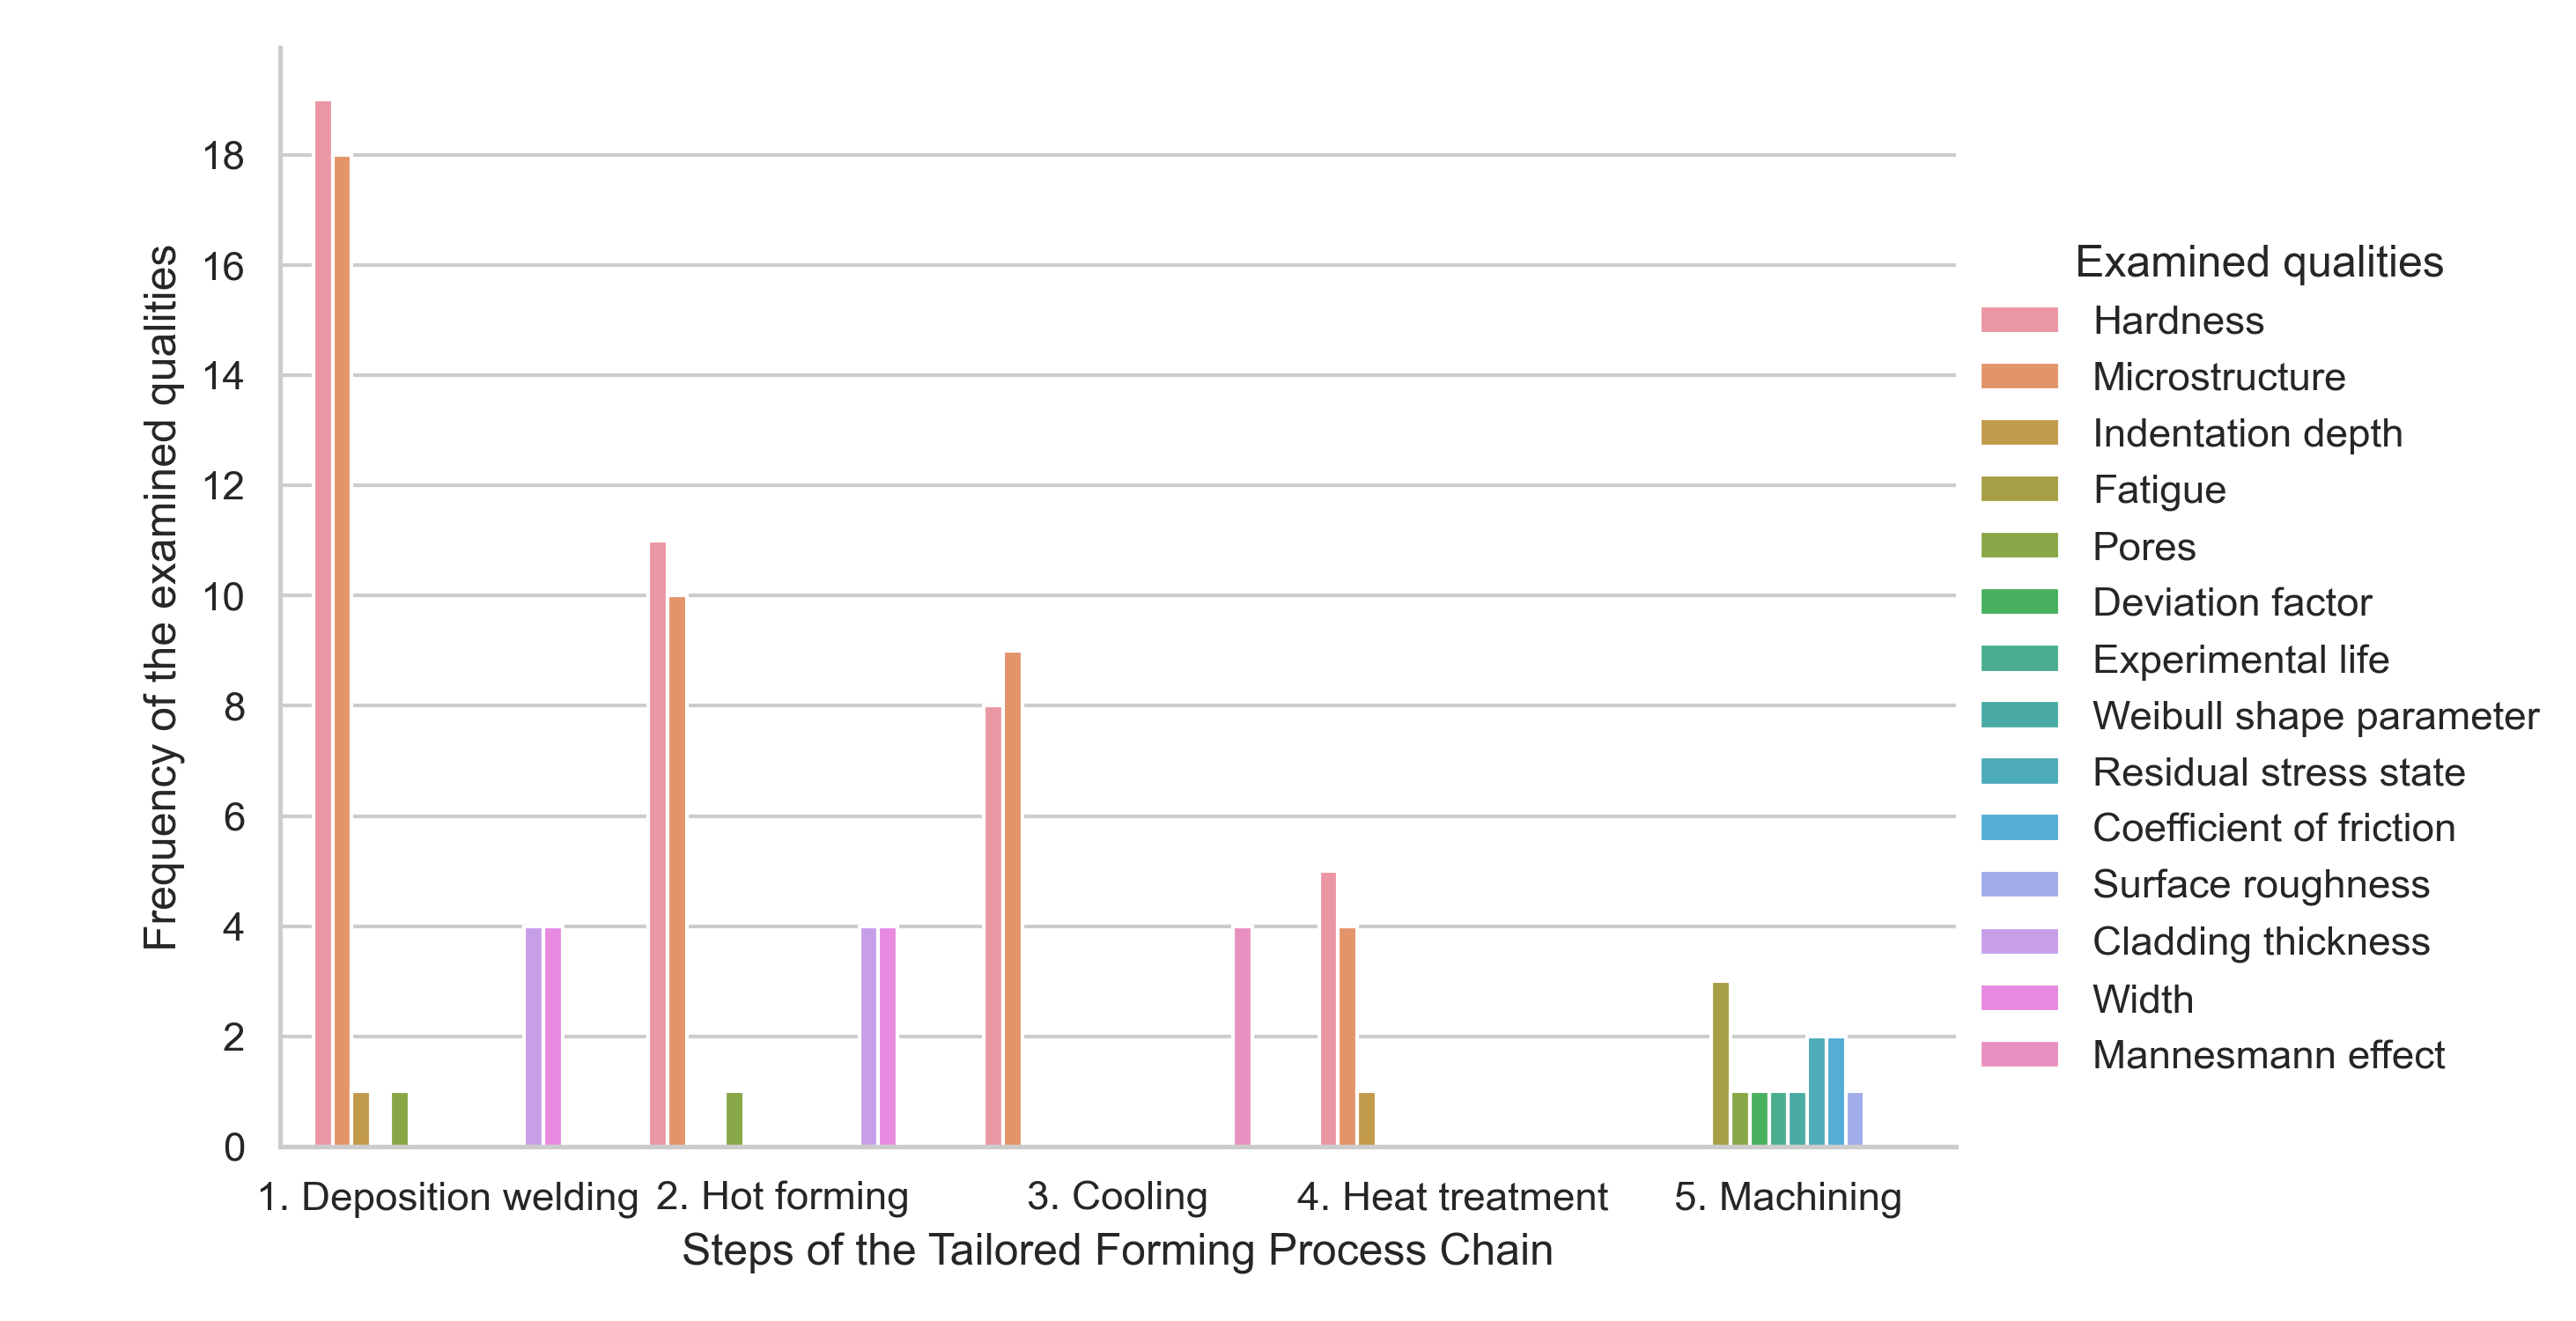 Frequency of the examined qualities
18
16
14
12
10
8
6
4
2
0
1. Deposition welding
2. Hot forming
3. Cooling
4. Heat treatment
5. Machining
Steps of the Tailored Forming Process Chain
Examined qualities
Hardness
Microstructure
Indentation depth
Fatigue
Pores
Deviation factor
Experimental life
Weibull shape parameter
Residual stress state
Coefficient of friction
Surface roughness
Cladding thickness
Width
Mannesmann effect